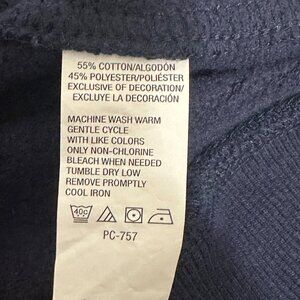 55% COTTON/ALGODÓN
45% POLYESTER/POLIÉSTER
EXCLUSIVE OF DECORATION/
EXCLUYE LA DECORACIÓN
MACHINE WASH WARM
GENTLE CYCLE
WITH LIKE COLORS
ONLY NON-CHLORINE
BLEACH WHEN NEEDED
TUMBLE DRY LOW
REMOVE PROMPTLY
COOL IRON
40C
PC-757